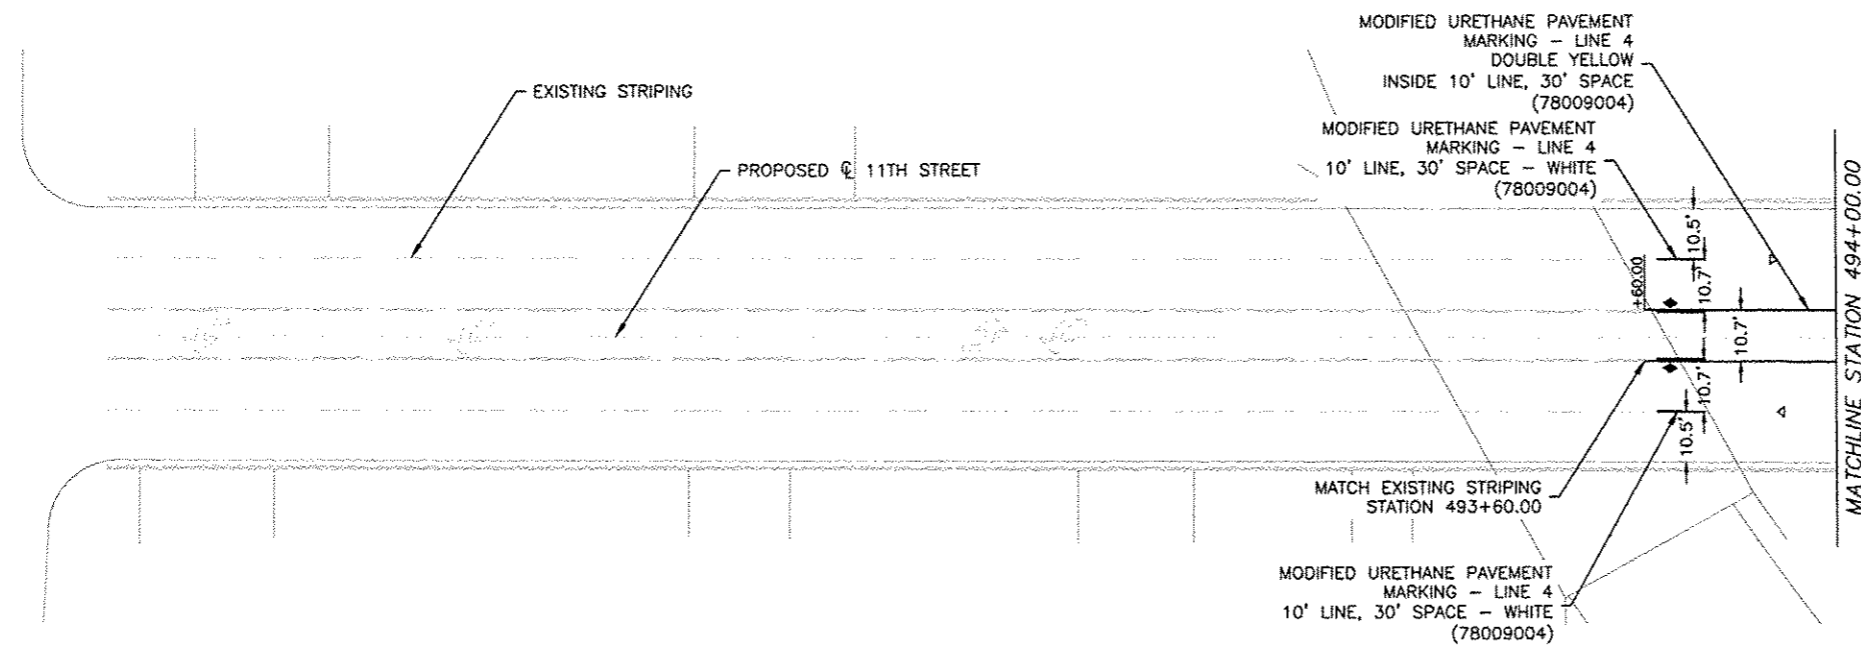 MODIFIED URETHANE PAVEMENT
MARKING – LINE 4
DOUBLE YELLOW
INSIDE 10' LINE, 30' SPACE
(78009004)
EXISTING STRIPING
MODIFIED URETHANE PAVEMENT
MARKING – LINE 4
10' LINE, 30' SPACE – WHITE
(78009004)
PROPOSED ℄ 11TH STREET
10.5'
10.7'
+60.00
10.7'
10.7'
10.5'
MATCHLINE STATION 494+00.00
MATCH EXISTING STRIPING
STATION 493+60.00
MODIFIED URETHANE PAVEMENT
MARKING – LINE 4
10' LINE, 30' SPACE – WHITE
(78009004)